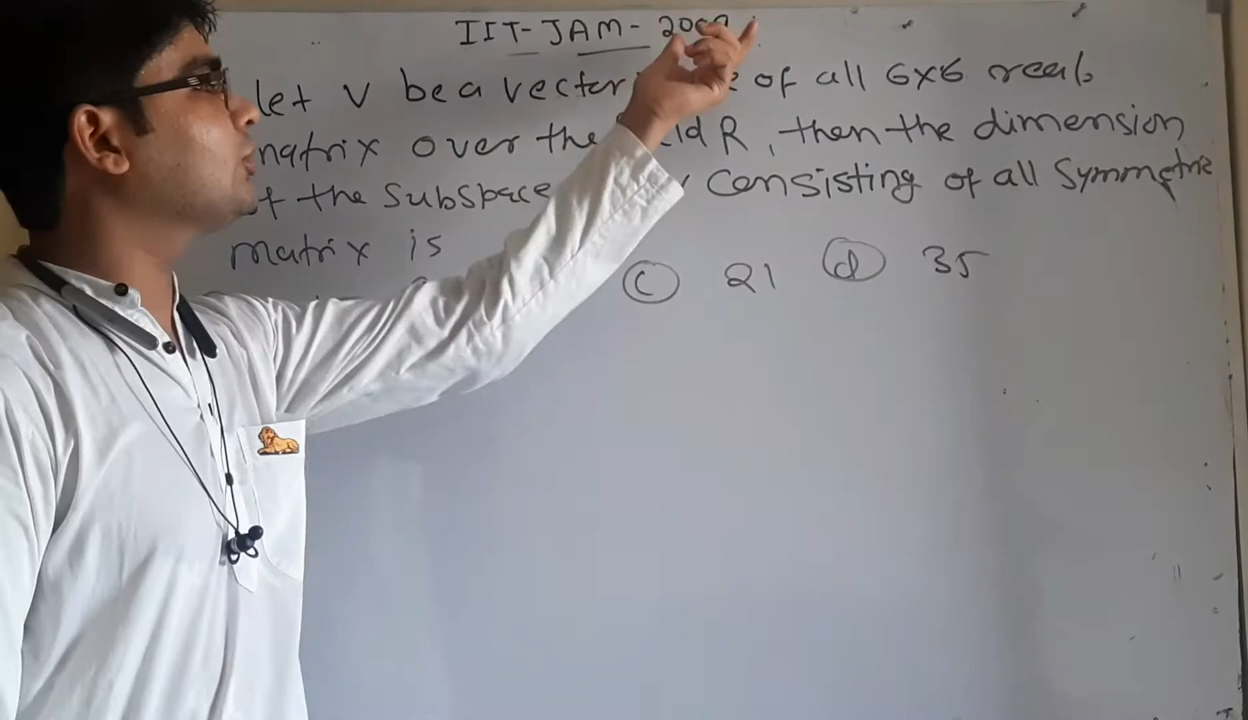 IIT-JAM-
let V be a vector of all 6x6 real
matrix over the R, then the dimension
of the Subspace Consisting of all Symmetric
matrix is
(c) 21 (d) 35